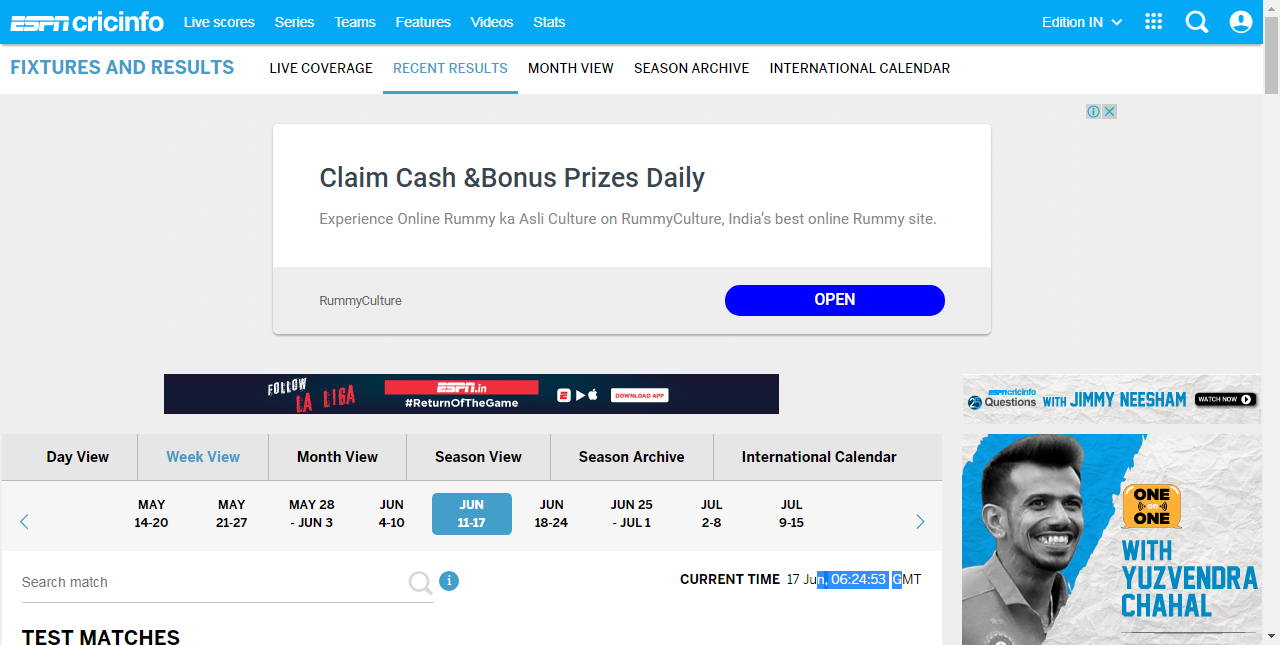 ESPN cricinfo Live scores Series Teams Features Videos Stats Edition IN
FIXTURES AND RESULTS LIVE COVERAGE RECENT RESULTS MONTH VIEW SEASON ARCHIVE INTERNATIONAL CALENDAR
Claim Cash &Bonus Prizes Daily
Experience Online Rummy ka Asli Culture on RummyCulture, India's best online Rummy site.
RummyCulture OPEN
FOLLOW
LA LIGA
ESPN.in
#ReturnOfTheGame
DOWNLOAD APP
ESPN cricinfo
25 Questions WITH JIMMY NEESHAM WATCH NOW
Day View Week View Month View Season View Season Archive International Calendar
MAY MAY MAY 28 JUN JUN JUN JUN 25 JUL JUL
14-20 21-27 - JUN 3 4-10 11-17 18-24 - JUL 1 2-8 9-15
ONE
on
ONE
WITH
YUZVENDRA
CHAHAL
Search match i CURRENT TIME 17 Jun, 06:24:53 GMT
TEST MATCHES